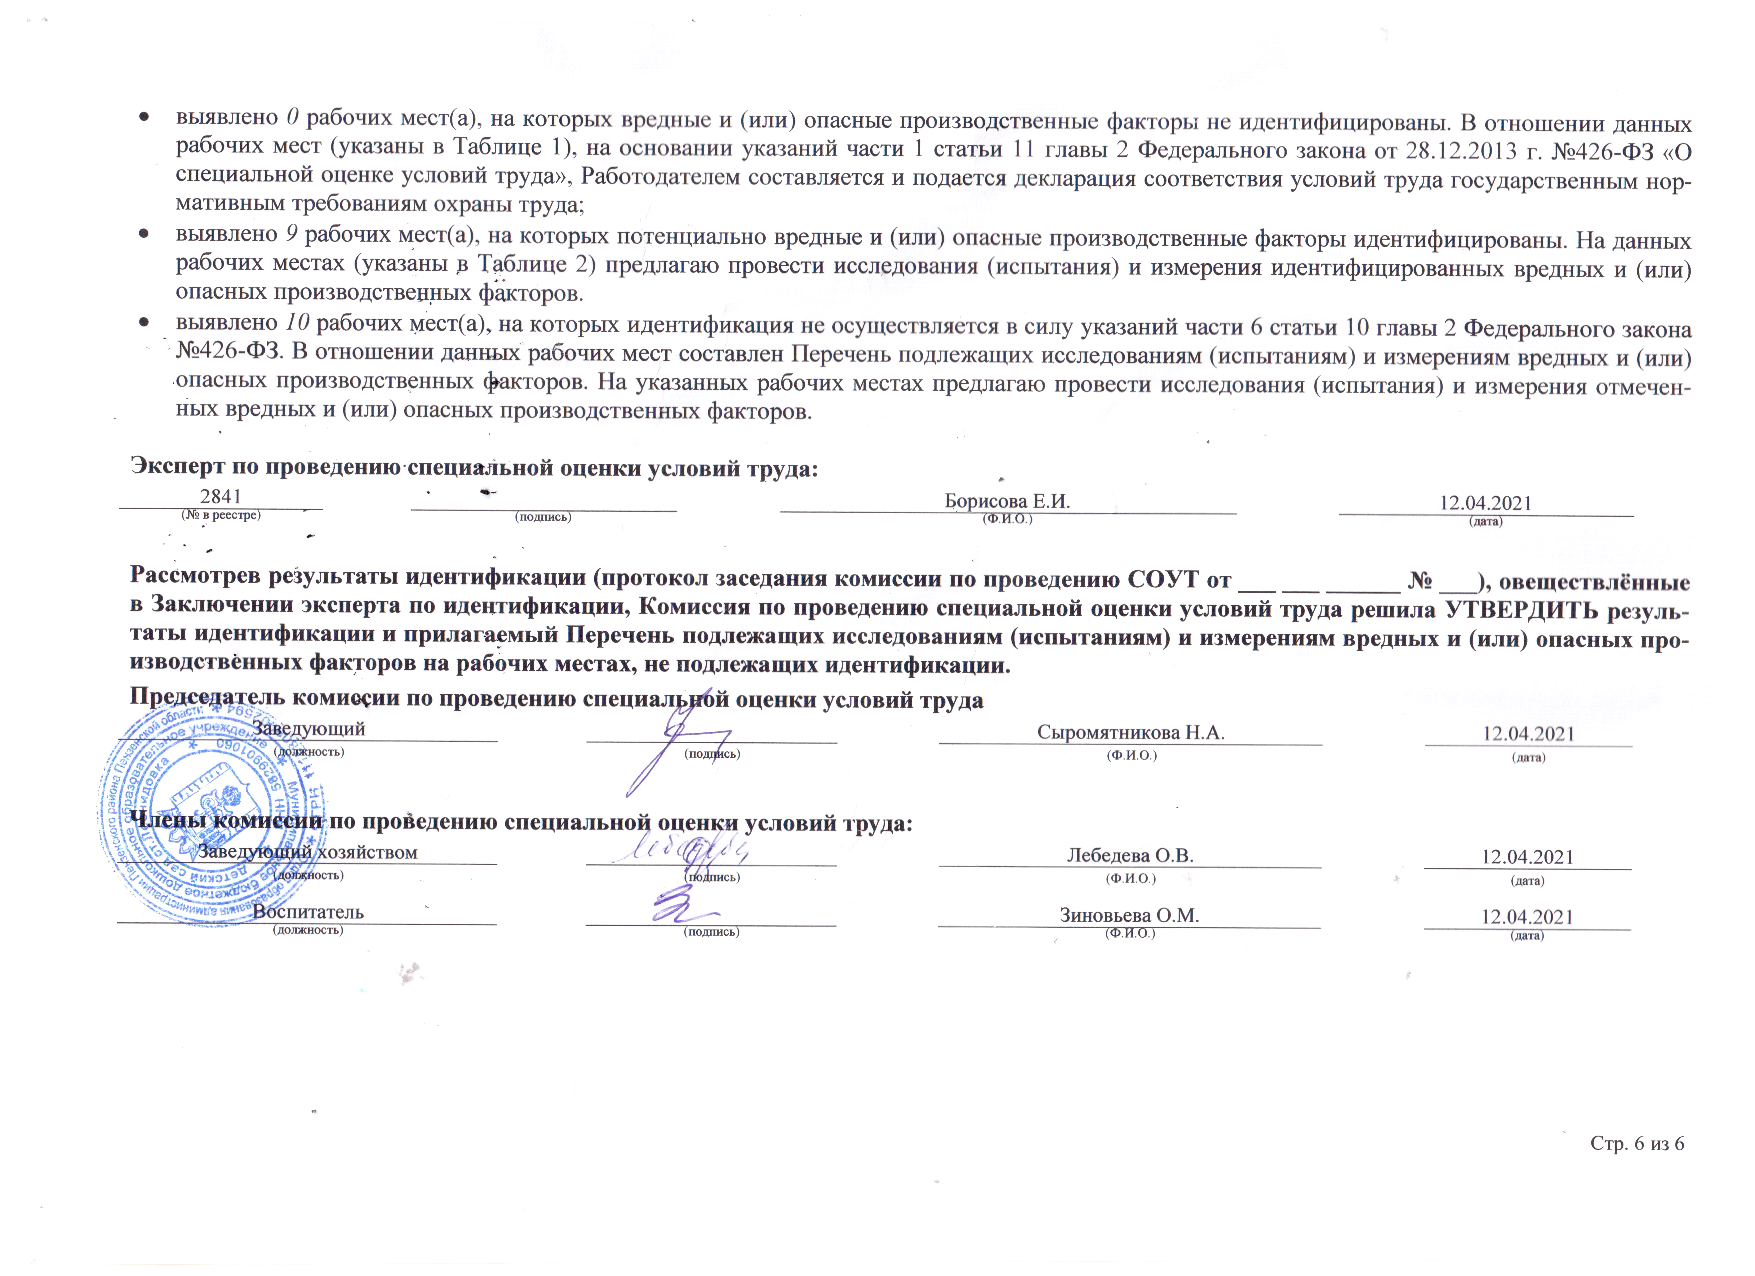 • выявлено 0 рабочих мест(а), на которых вредные и (или) опасные производственные факторы не идентифицированы. В отношении данных
рабочих мест (указаны в Таблице 1), на основании указаний части 1 статьи 11 главы 2 Федерального закона от 28.12.2013 г. №426-ФЗ «О
специальной оценке условий труда», Работодателем составляется и подается декларация соответствия условий труда государственным нор-
мативным требованиям охраны труда;
• выявлено 9 рабочих мест(а), на которых потенциально вредные и (или) опасные производственные факторы идентифицированы. На данных
рабочих местах (указаны в Таблице 2) предлагаю провести исследования (испытания) и измерения идентифицированных вредных и (или)
опасных производственных факторов.
• выявлено 10 рабочих мест(а), на которых идентификация не осуществляется в силу указаний части 6 статьи 10 главы 2 Федерального закона
№426-ФЗ. В отношении данных рабочих мест составлен Перечень подлежащих исследованиям (испытаниям) и измерениям вредных и (или)
опасных производственных факторов. На указанных рабочих местах предлагаю провести исследования (испытания) и измерения отмечен-
ных вредных и (или) опасных производственных факторов.
Эксперт по проведению специальной оценки условий труда:
2841 Борисова Е.И. 12.04.2021
(№ в реестре) (подпись) (Ф.И.О.) (дата)
Рассмотрев результаты идентификации (протокол заседания комиссии по проведению СОУТ от ___ ___ ______ № ___), овеществлённые
в Заключении эксперта по идентификации, Комиссия по проведению специальной оценки условий труда решила УТВЕРДИТЬ резуль-
таты идентификации и прилагаемый Перечень подлежащих исследованиям (испытаниям) и измерениям вредных и (или) опасных про-
изводственных факторов на рабочих местах, не подлежащих идентификации.
Председатель комиссии по проведению специальной оценки условий труда
Заведующий Сыромятникова Н.А. 12.04.2021
(должность) (подпись) (Ф.И.О.) (дата)
Члены комиссии по проведению специальной оценки условий труда:
Заведующий хозяйством Лебедева О.В. 12.04.2021
(должность) (подпись) (Ф.И.О.) (дата)
Воспитатель Зиновьева О.М. 12.04.2021
(должность) (подпись) (Ф.И.О.) (дата)
Стр. 6 из 6